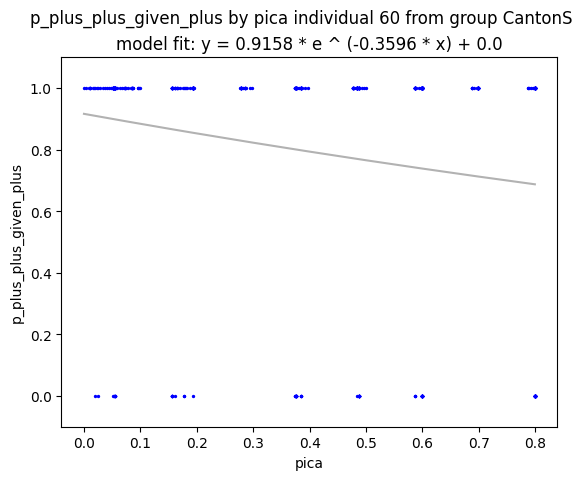 p_plus_plus_given_plus by pica individual 60 from group CantonS
model fit: y = 0.9158 * e ^ (-0.3596 * x) + 0.0
1.0
0.8
0.6
0.4
0.2
0.0
p_plus_plus_given_plus
0.0 0.1 0.2 0.3 0.4 0.5 0.6 0.7 0.8
pica